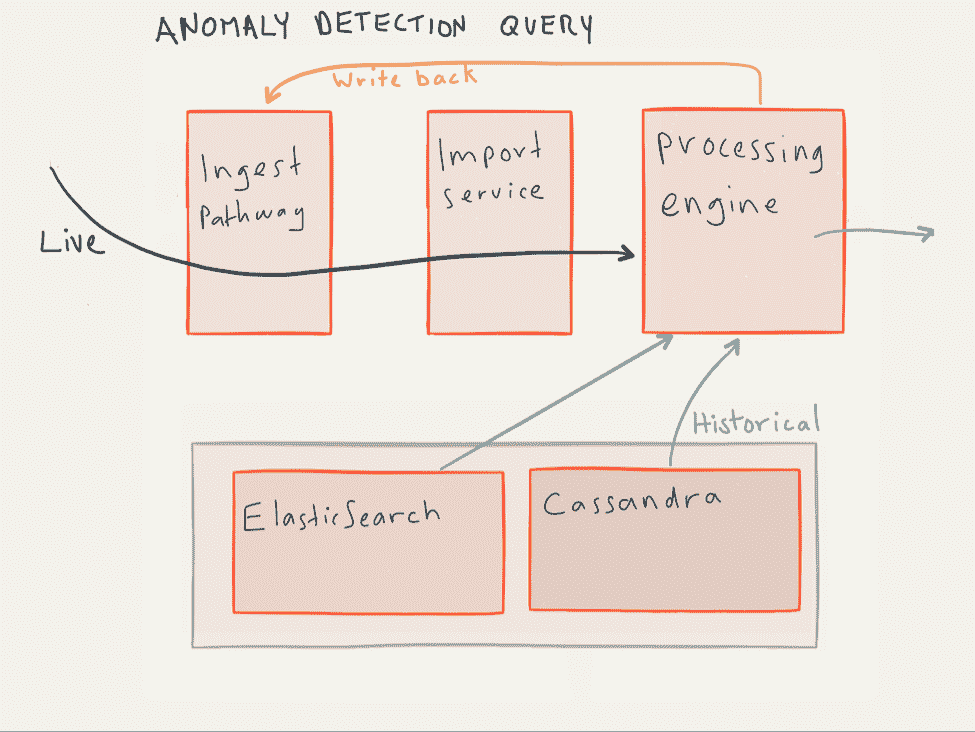 ANOMALY DETECTION QUERY
Write back
Ingest
Pathway
Import
service
processing
engine
Live
Historical
ElasticSearch
Cassandra